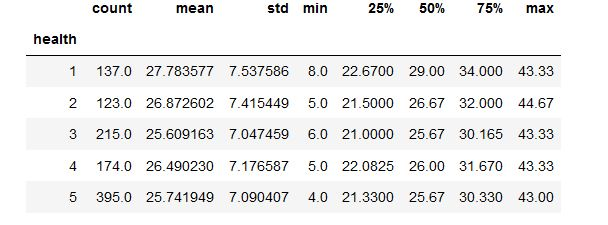 count mean std min 25% 50% 75% max
health
1 137.0 27.783577 7.537586 8.0 22.6700 29.00 34.000 43.33
2 123.0 26.872602 7.415449 5.0 21.5000 26.67 32.000 44.67
3 215.0 25.609163 7.047459 6.0 21.0000 25.67 30.165 43.33
4 174.0 26.490230 7.176587 5.0 22.0825 26.00 31.670 43.33
5 395.0 25.741949 7.090407 4.0 21.3300 25.67 30.330 43.00